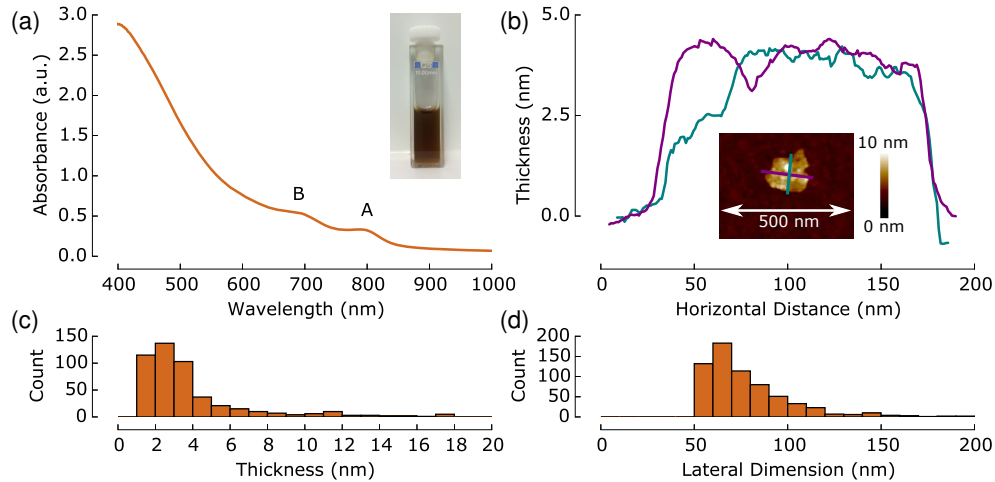 (a)
3.0
2.5
2.0
1.5
1.0
0.5
0.0
Absorbance (a.u.)
B
A
400 500 600 700 800 900 1000
Wavelength (nm)
(b)
5.0
2.5
0.0
Thickness (nm)
10 nm
0 nm
500 nm
0 50 100 150 200
Horizontal Distance (nm)
(c)
150
100
50
0
Count
0 2 4 6 8 10 12 14 16 18 20
Thickness (nm)
(d)
200
150
100
50
0
Count
0 50 100 150 200
Lateral Dimension (nm)